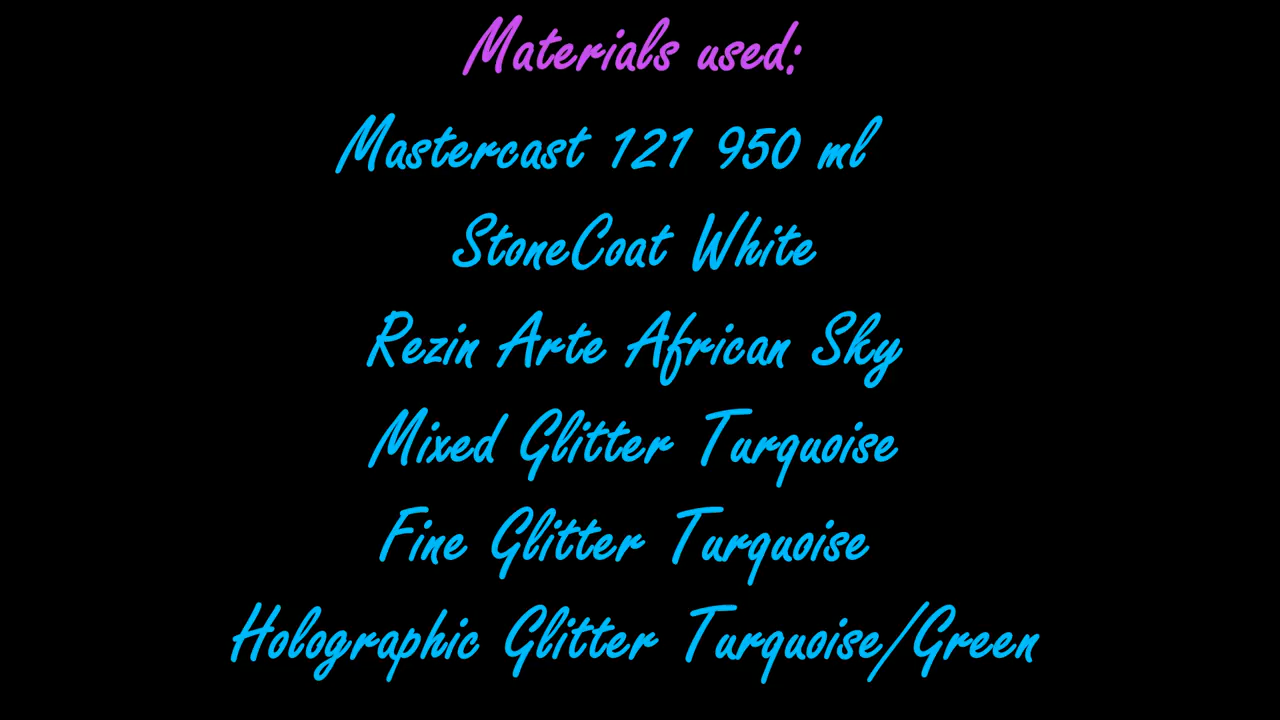 Materials used:
Mastercast 121 950 ml
StoneCoat White
Rezin Arte African Sky
Mixed Glitter Turquoise
Fine Glitter Turquoise
Holographic Glitter Turquoise/Green